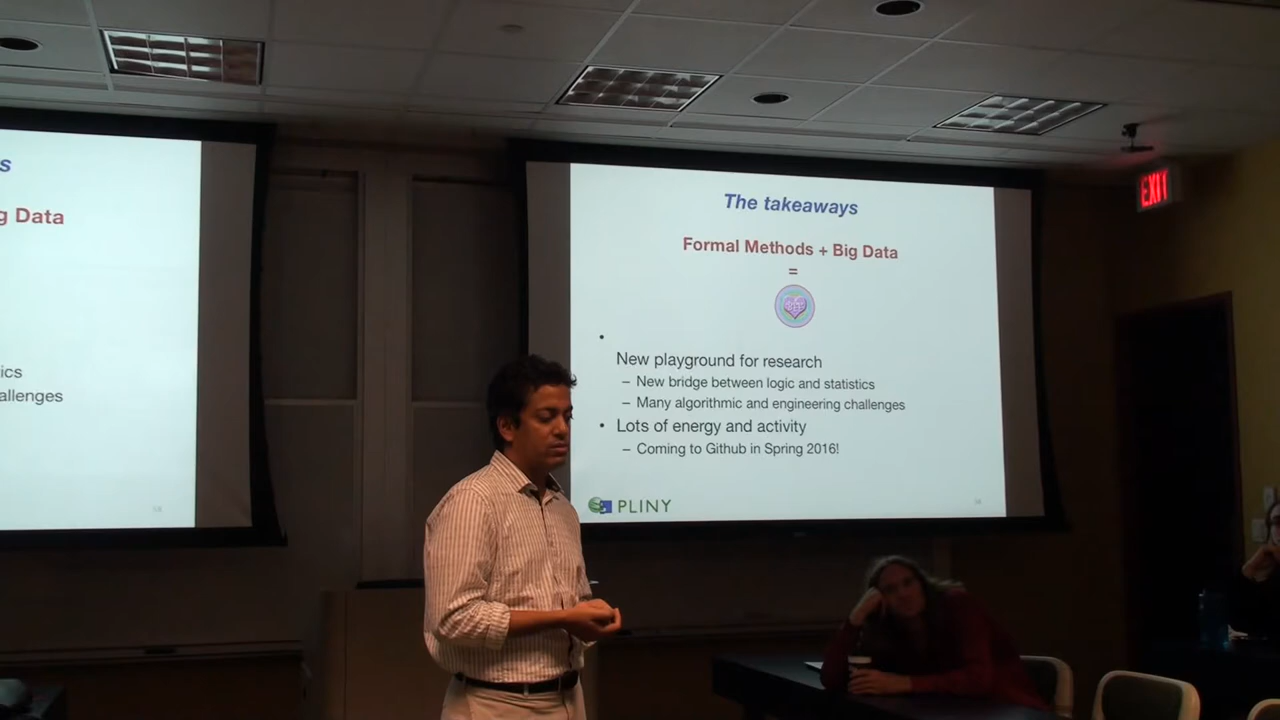 s
g Data
ics
allenges
The takeaways
Formal Methods + Big Data
=
•
New playground for research
– New bridge between logic and statistics
– Many algorithmic and engineering challenges
• Lots of energy and activity
– Coming to Github in Spring 2016!
PLINY
EXIT